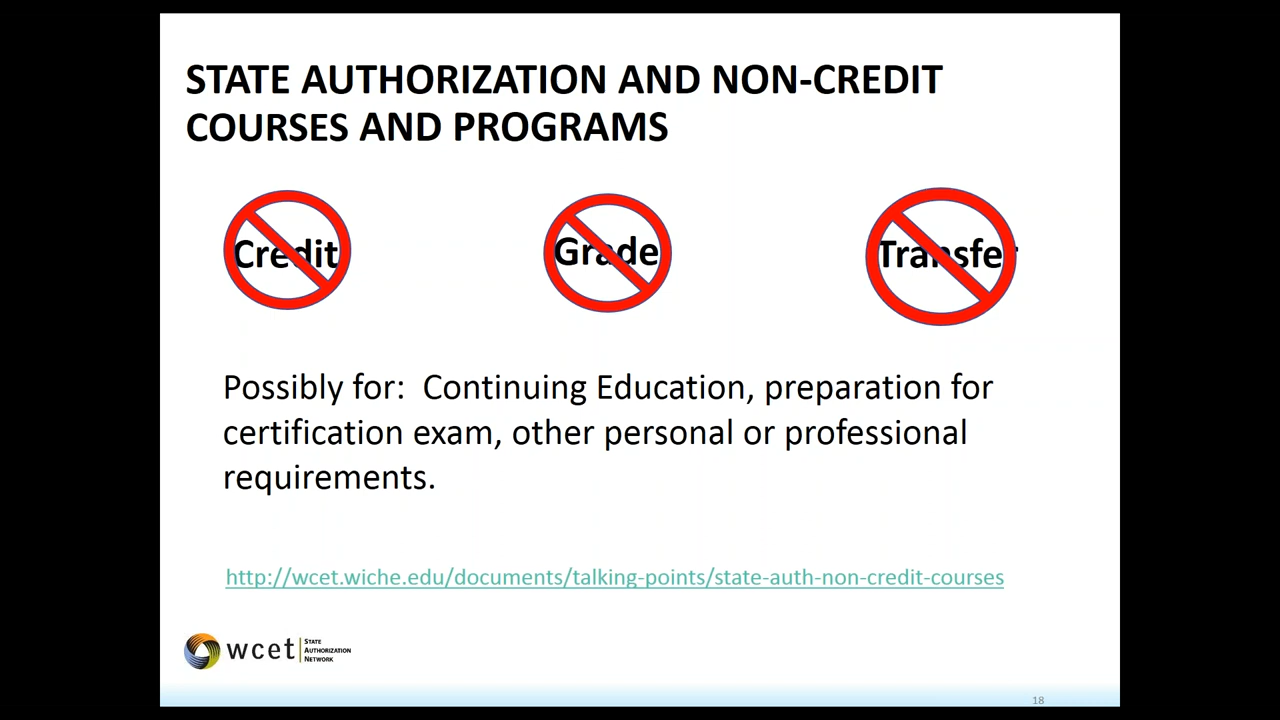 STATE AUTHORIZATION AND NON-CREDIT
COURSES AND PROGRAMS
Credit
Grade
Transfer
Possibly for:  Continuing Education, preparation for
certification exam, other personal or professional
requirements.
http://wcet.wiche.edu/documents/talking-points/state-auth-non-credit-courses
wcet
STATE
AUTHORIZATION
NETWORK
18